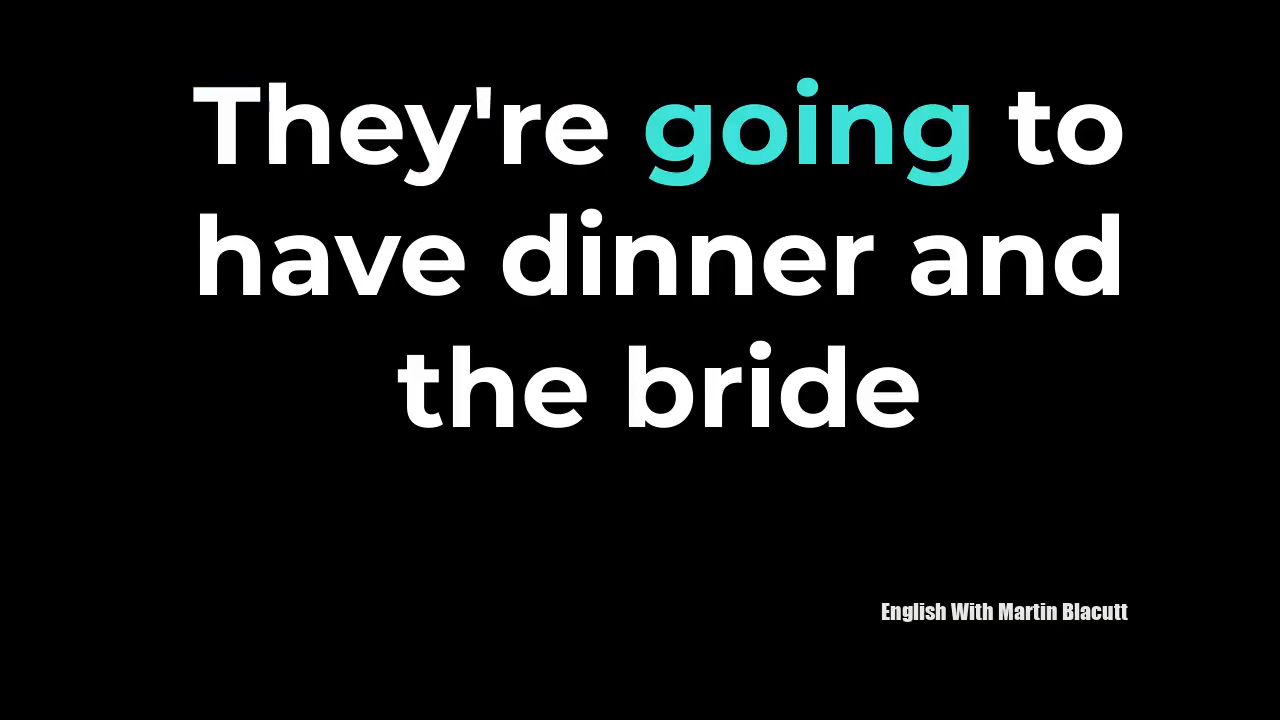 They're going to
have dinner and
the bride
English With Martin Blacutt